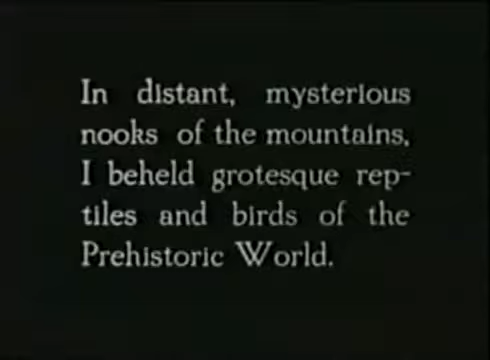 In distant, mysterious
nooks of the mountains,
I beheld grotesque rep-
tiles and birds of the
Prehistoric World.